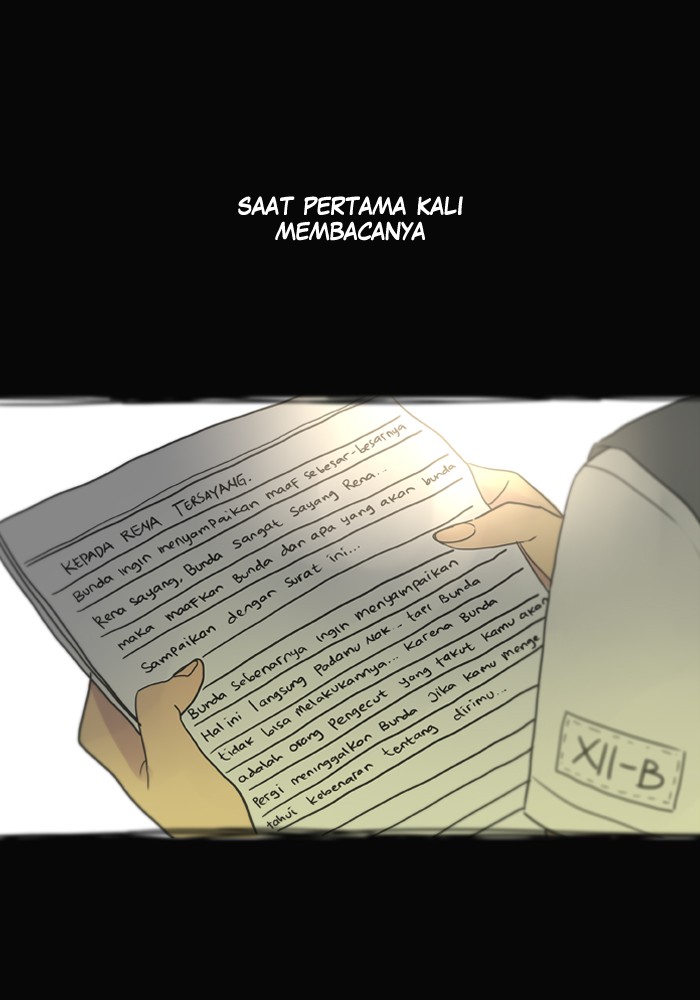 SAAT PERTAMA KALI
MEMBACANYA
KEPADA RENA TERSAYANG.
Bunda ingin menyampaikan maaf sebesar-besarnya
Rena sayang, Bunda sangat sayang Rena...
maka maafkan Bunda dan apa yang akan bunda
sampaikan dengan surat ini...
Bunda sebenarnya ingin menyampaikan
Hal ini langsung padamu Nak... tapi Bunda
tidak bisa melakukannya... karena Bunda
adalah orang pengecut yang takut kamu akan
pergi meninggalkan Bunda jika kamu menge
tahui kebenaran tentang dirimu...
XII-B